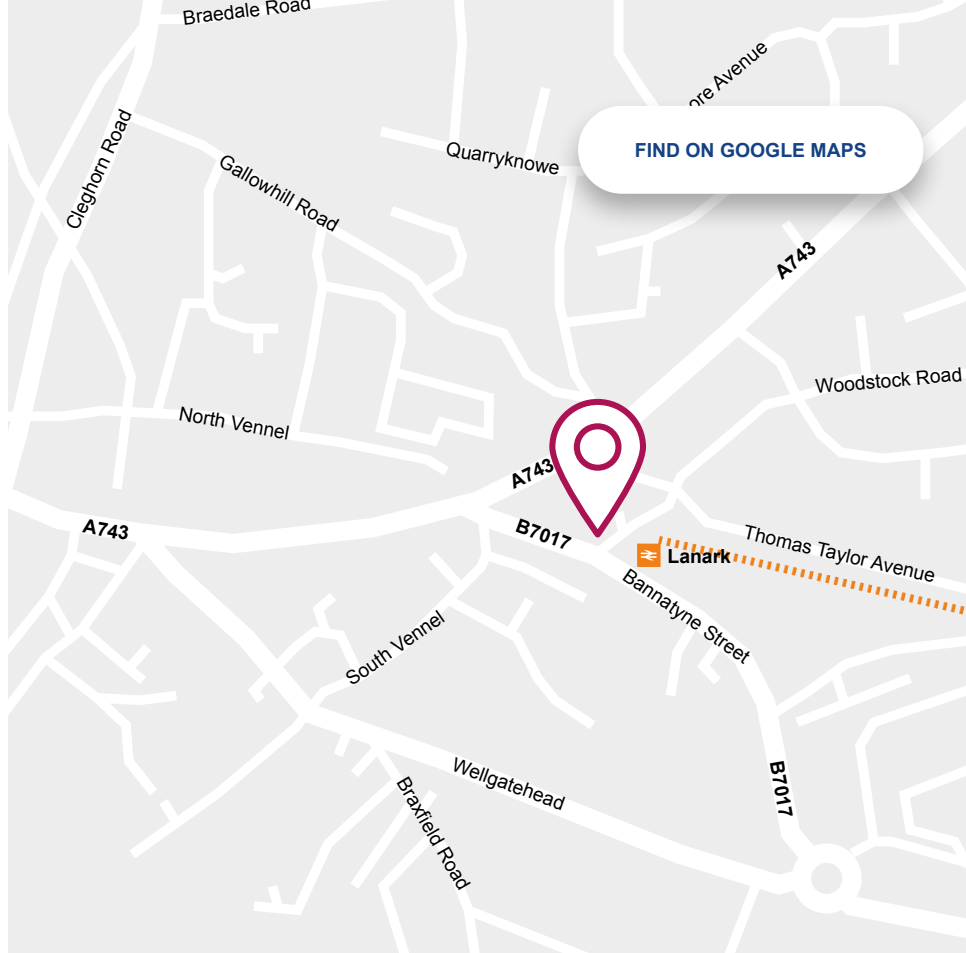 Braedale Road
ore Avenue
Cleghorn Road
Quarryknowe
FIND ON GOOGLE MAPS
Gallowhill Road
A743
Woodstock Road
North Vennel
A743
A743
B7017
Lanark
Thomas Taylor Avenue
Bannatyne Street
South Vennel
Wellgatehead
B7017
Braxfield Road